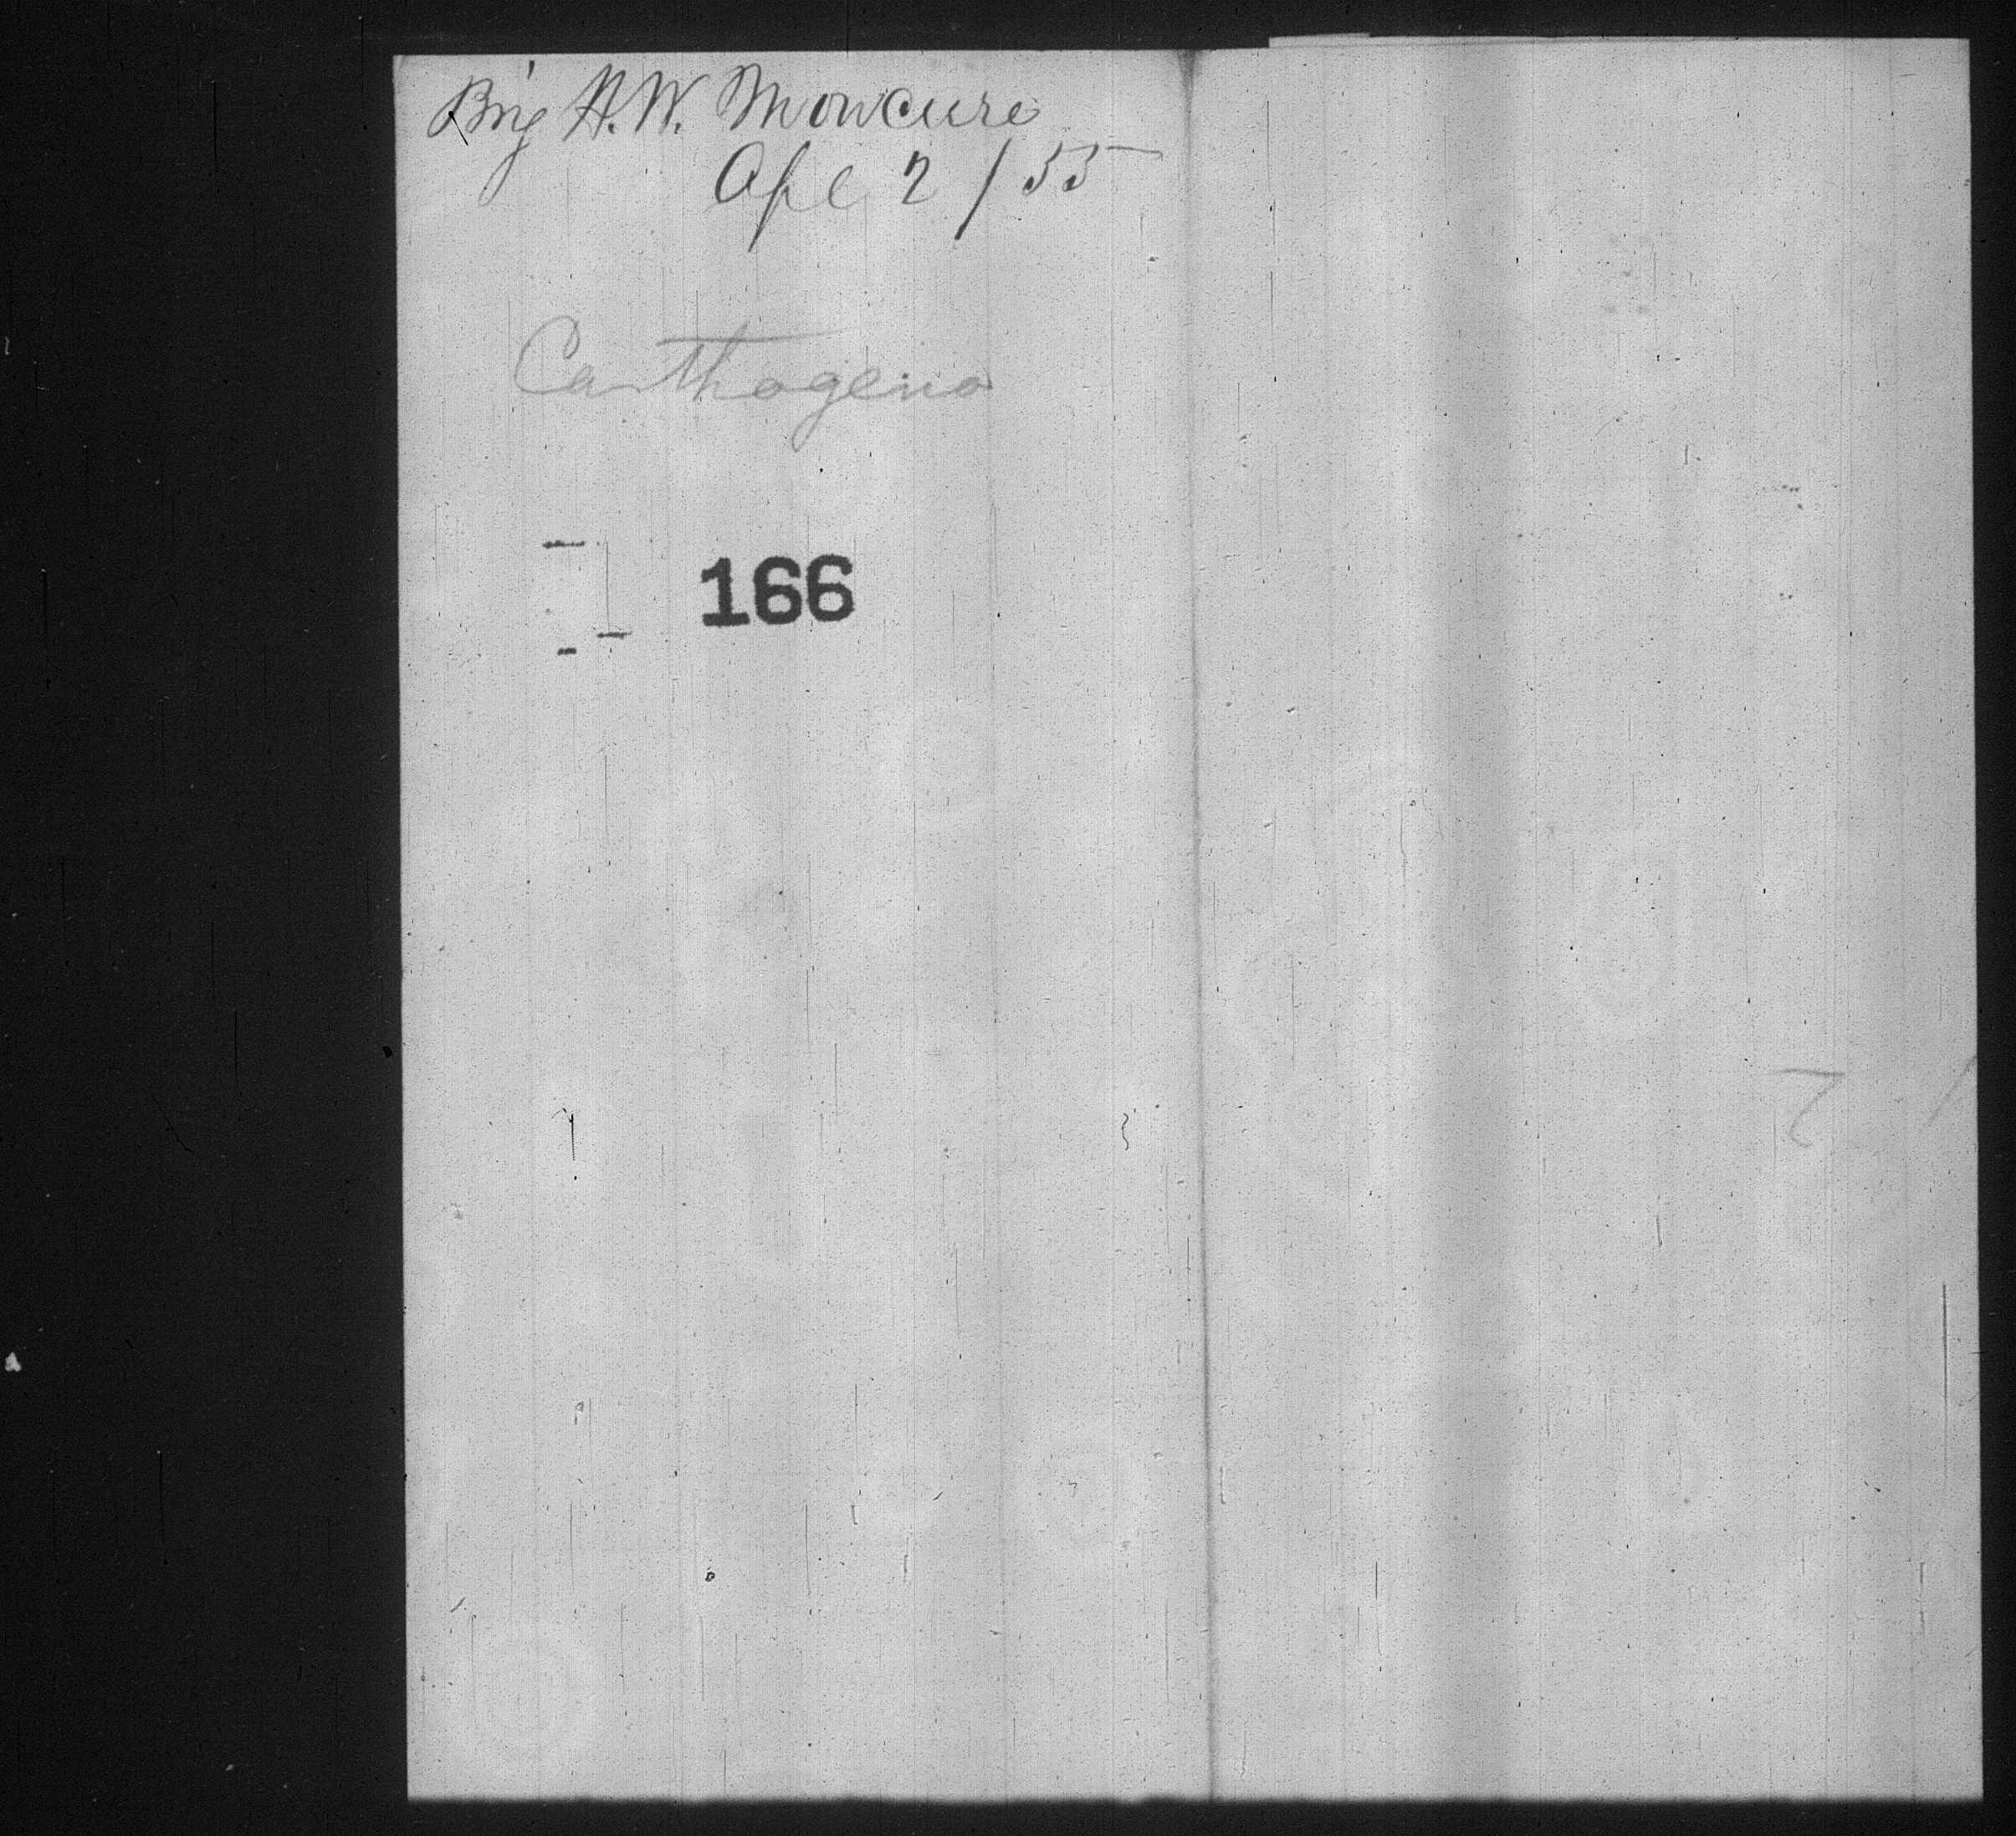 Brig H.W. Moncure
Apl 2/55
Carthagena
166